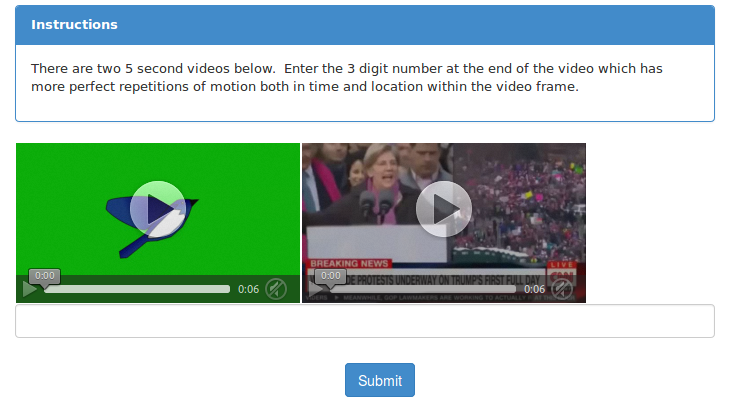 Instructions
There are two 5 second videos below. Enter the 3 digit number at the end of the video which has
more perfect repetitions of motion both in time and location within the video frame.
BREAKING NEWS
LIVE
0:00
0:00
DE PROTESTS UNDERWAY ON TRUMP'S FIRST FULL DAY
CNN
0:06
0:06
MEANWHILE, GOP LAWMAKERS ARE WORKING TO ACTUALLY
Submit